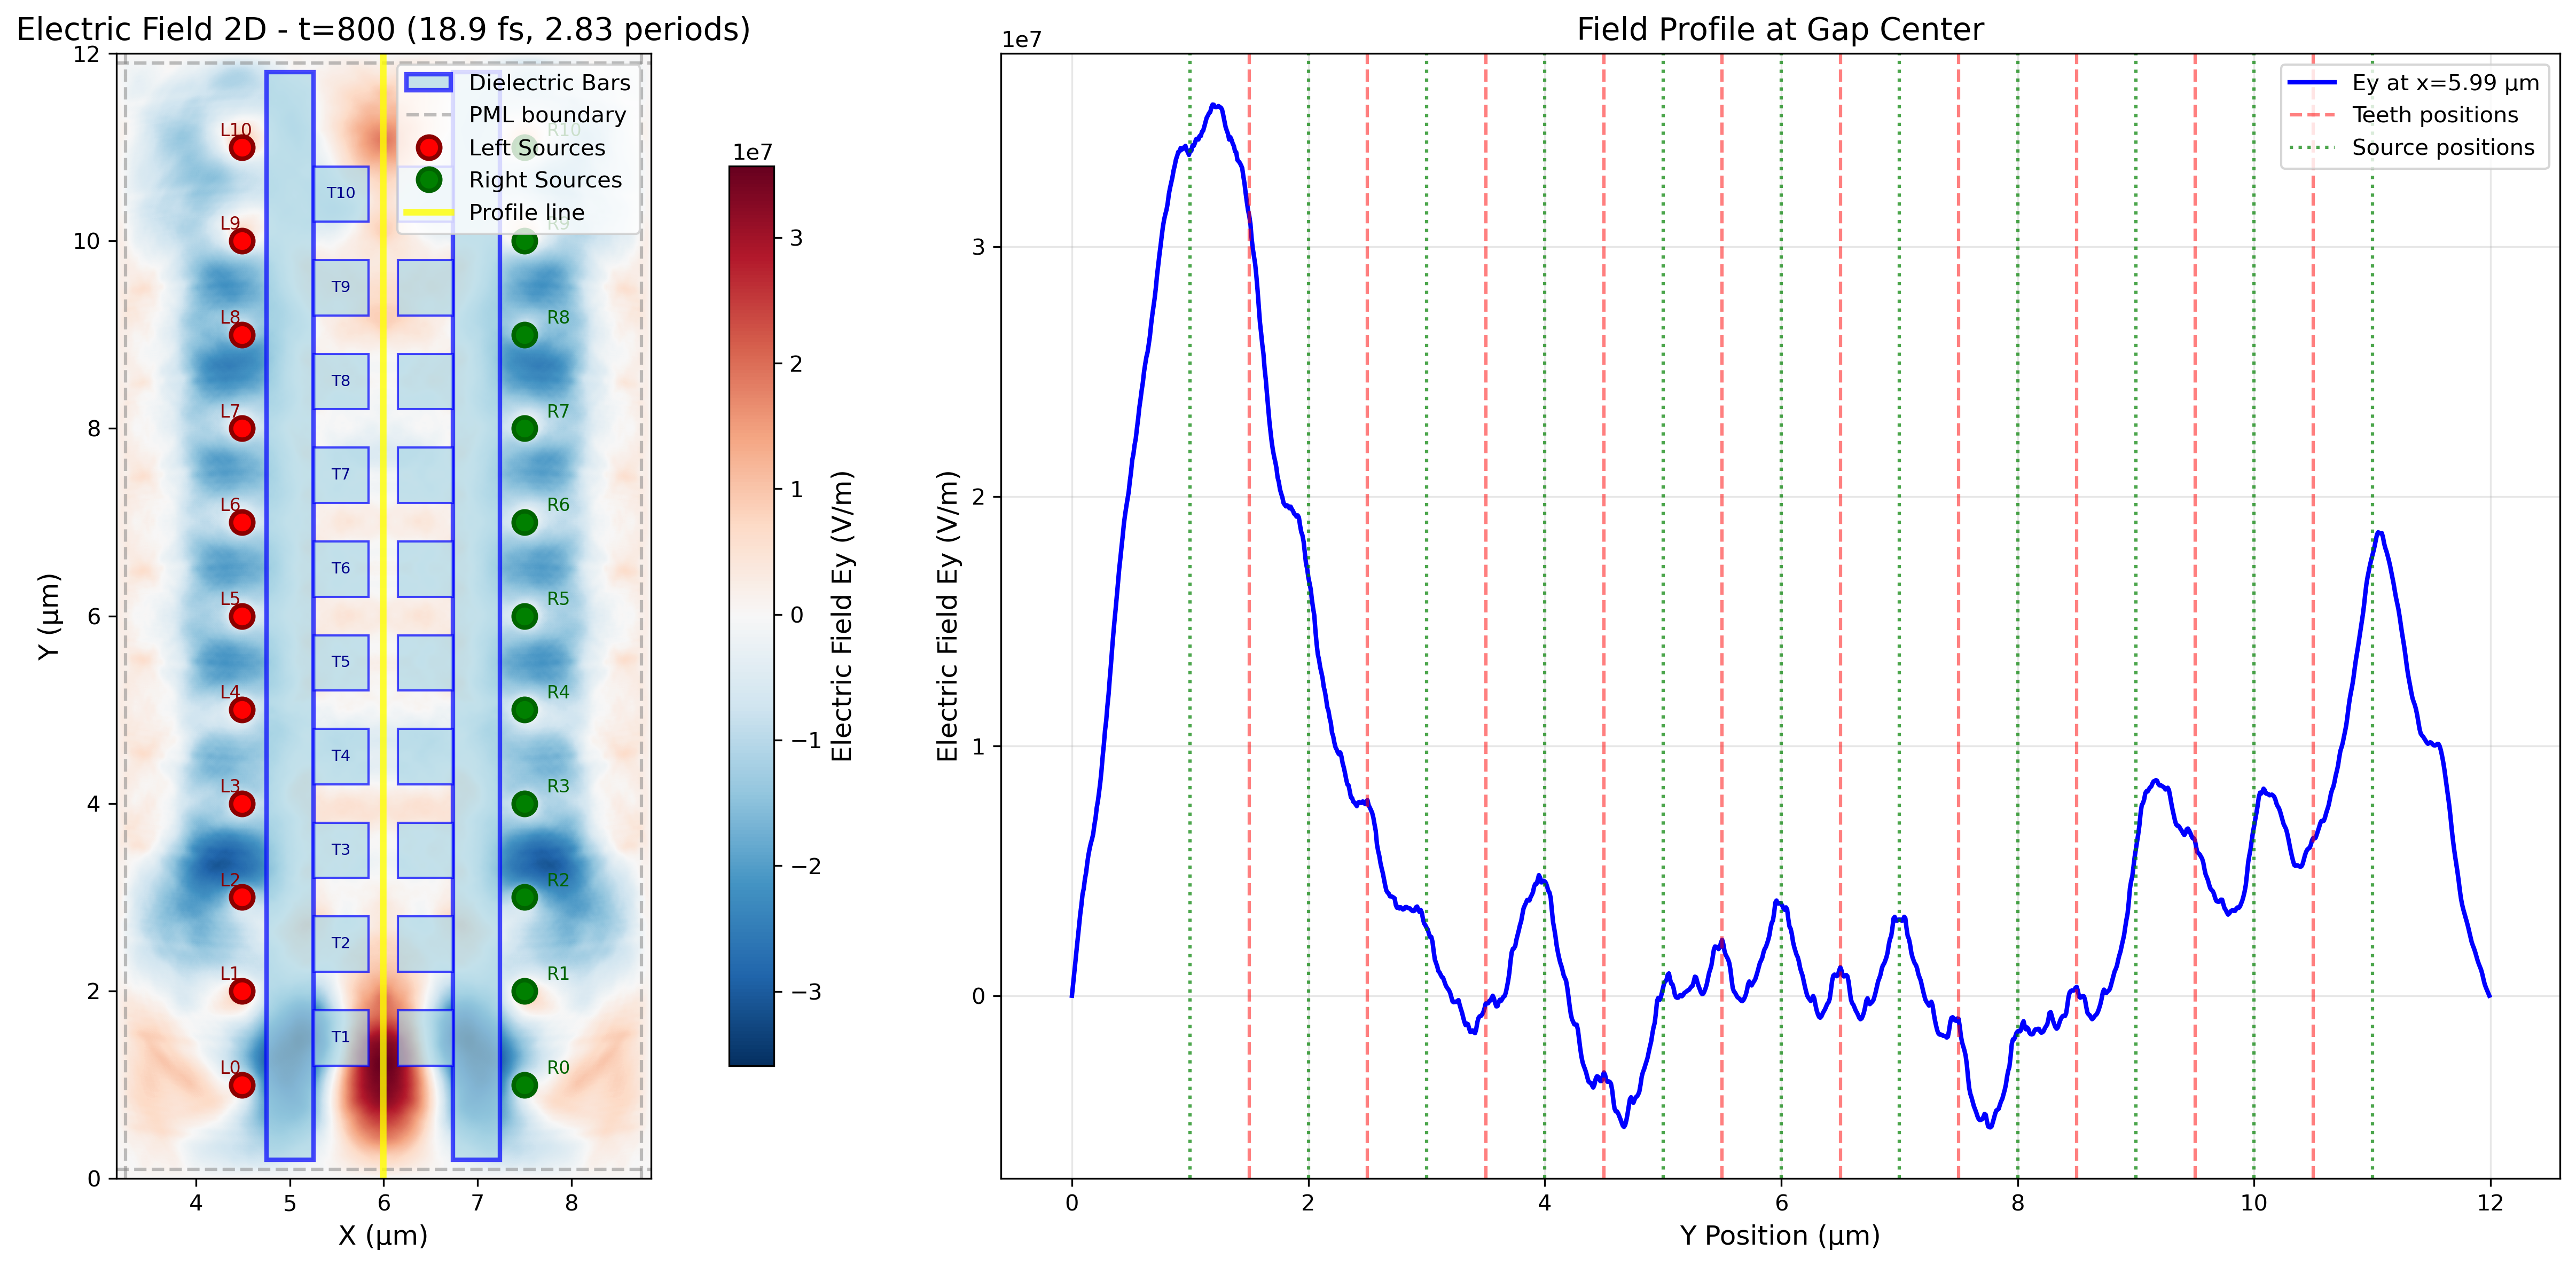 Electric Field 2D - t=800 (18.9 fs, 2.83 periods)
12
10
8
6
4
2
0
Y (μm)
4 5 6 7 8
X (μm)
Dielectric Bars
PML boundary
Left Sources
Right Sources
Profile line
L10
R10
T10
L9
R9
T9
L8
R8
T8
L7
R7
T7
L6
R6
T6
L5
R5
T5
L4
R4
T4
L3
R3
T3
L2
R2
T2
L1
R1
T1
L0
R0
1e7
3
2
1
0
−1
−2
−3
Electric Field Ey (V/m)
Field Profile at Gap Center
1e7
3
2
1
0
Electric Field Ey (V/m)
0 2 4 6 8 10 12
Y Position (μm)
Ey at x=5.99 μm
Teeth positions
Source positions